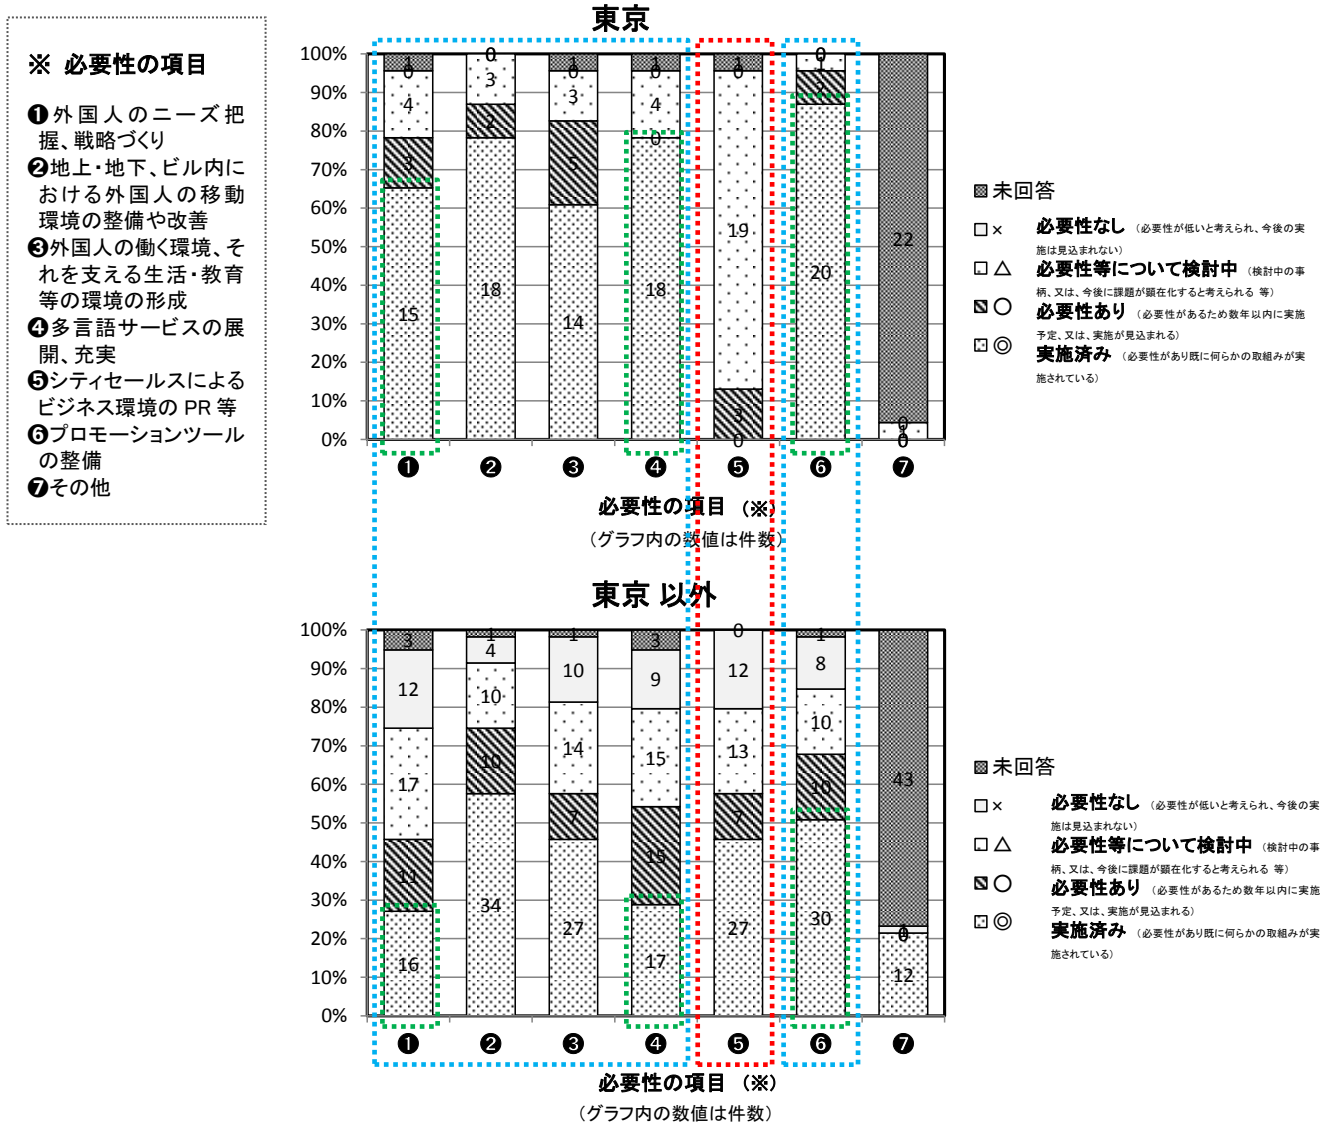 ※ 必要性の項目
❶外国人のニーズ把
握、戦略づくり
❷地上・地下、ビル内に
おける外国人の移動
環境の整備や改善
❸外国人の働く環境、そ
れを支える生活・教育
等の環境の形成
❹多言語サービスの展
開、充実
❺シティセールスによる
ビジネス環境の PR 等
❻プロモーションツール
の整備
❼その他
東京
100%
90%
80%
70%
60%
50%
40%
30%
20%
10%
0%
1 0 4 3 15
0 3 2 18
1 0 3 5 14
1 0 4 0 18
1 0 19 3 0
0 1 2 20
22 0 1 0
❶ ❷ ❸ ❹ ❺ ❻ ❼
必要性の項目 (※)
(グラフ内の数値は件数)
未回答
× 必要性なし (必要性が低いと考えられ、今後の実
施は見込まれない)
△ 必要性等について検討中 (検討中の事
柄、又は、今後に課題が顕在化すると考えられる 等)
○ 必要性あり (必要性があるため数年以内に実施
予定、又は、実施が見込まれる)
◎ 実施済み (必要性があり既に何らかの取組みが実
施されている)
東京 以外
100%
90%
80%
70%
60%
50%
40%
30%
20%
10%
0%
3 12 17 11 16
1 4 10 10 34
1 10 14 7 27
3 9 15 15 17
0 12 13 7 27
1 8 10 10 30
43 0 12
❶ ❷ ❸ ❹ ❺ ❻ ❼
必要性の項目 (※)
(グラフ内の数値は件数)
未回答
× 必要性なし (必要性が低いと考えられ、今後の実
施は見込まれない)
△ 必要性等について検討中 (検討中の事
柄、又は、今後に課題が顕在化すると考えられる 等)
○ 必要性あり (必要性があるため数年以内に実施
予定、又は、実施が見込まれる)
◎ 実施済み (必要性があり既に何らかの取組みが実
施されている)